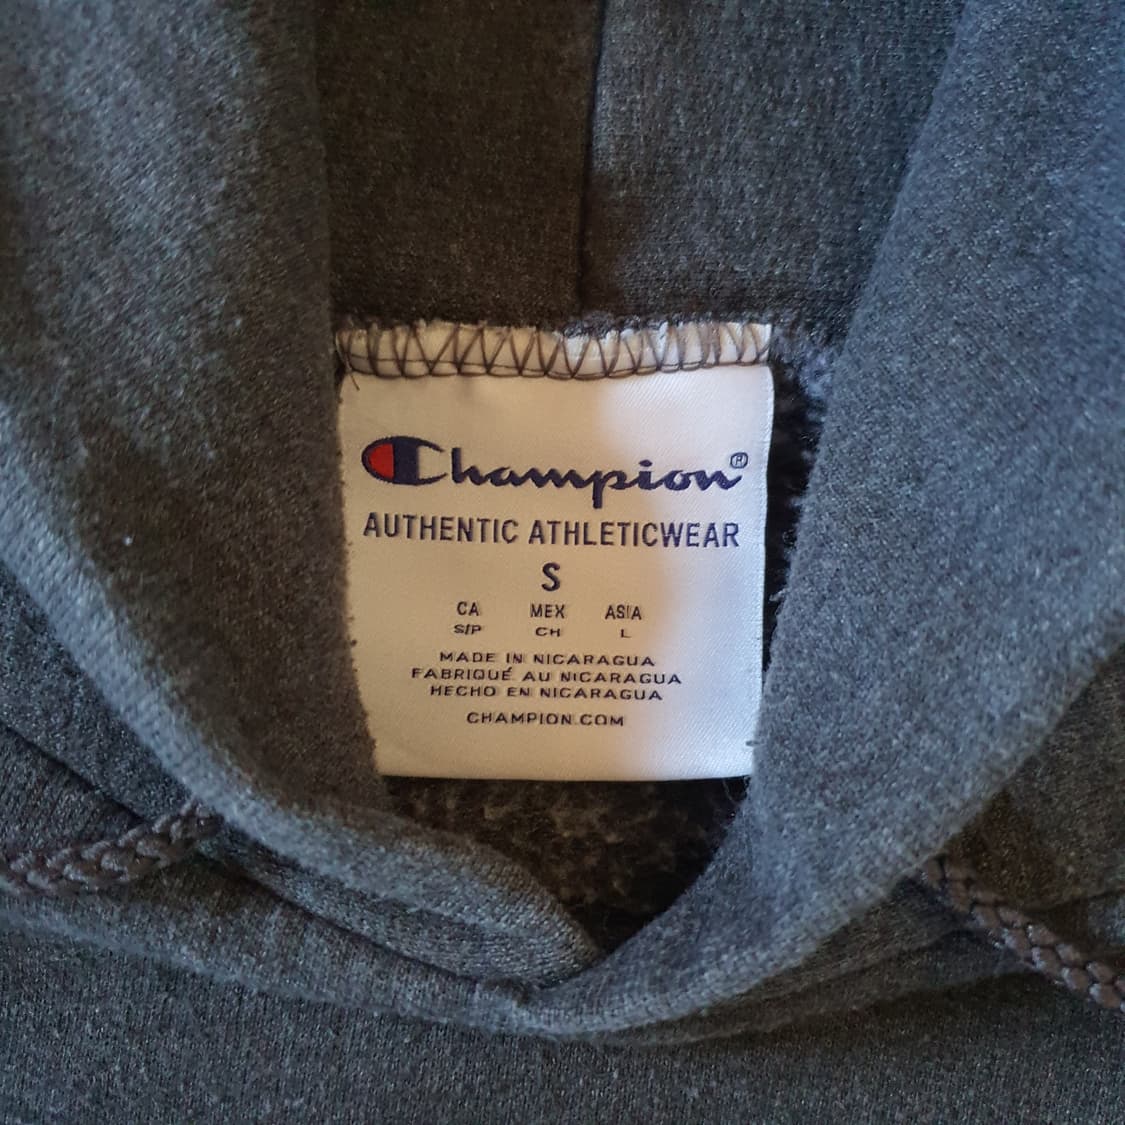 Champion®
AUTHENTIC ATHLETICWEAR
S
CA MEX ASIA
S/P CH L
MADE IN NICARAGUA
FABRIQUÉ AU NICARAGUA
HECHO EN NICARAGUA
CHAMPION.COM